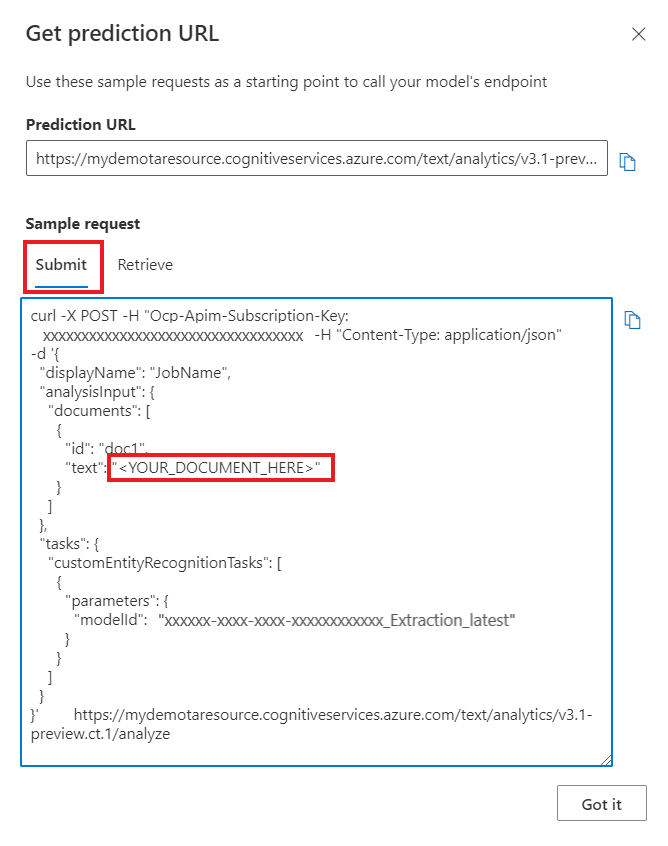 Get prediction URL
Use these sample requests as a starting point to call your model's endpoint
Prediction URL
https://mydemotaresource.cognitiveservices.azure.com/text/analytics/v3.1-prev...
Sample request
Submit Retrieve
curl -X POST -H "Ocp-Apim-Subscription-Key:
xxxxxxxxxxxxxxxxxxxxxxxxxxxxxxxxxx -H "Content-Type: application/json"
-d '{
"displayName": "JobName",
"analysisInput": {
"documents": [
{
"id": "doc1",
"text": "<YOUR_DOCUMENT_HERE>"
}
]
},
"tasks": {
"customEntityRecognitionTasks": [
{
"parameters": {
"modelId": "xxxxxx-xxxx-xxxx-xxxxxxxxxxxx_Extraction_latest"
}
}
]
}
}' https://mydemotaresource.cognitiveservices.azure.com/text/analytics/v3.1-
preview.ct.1/analyze
Got it